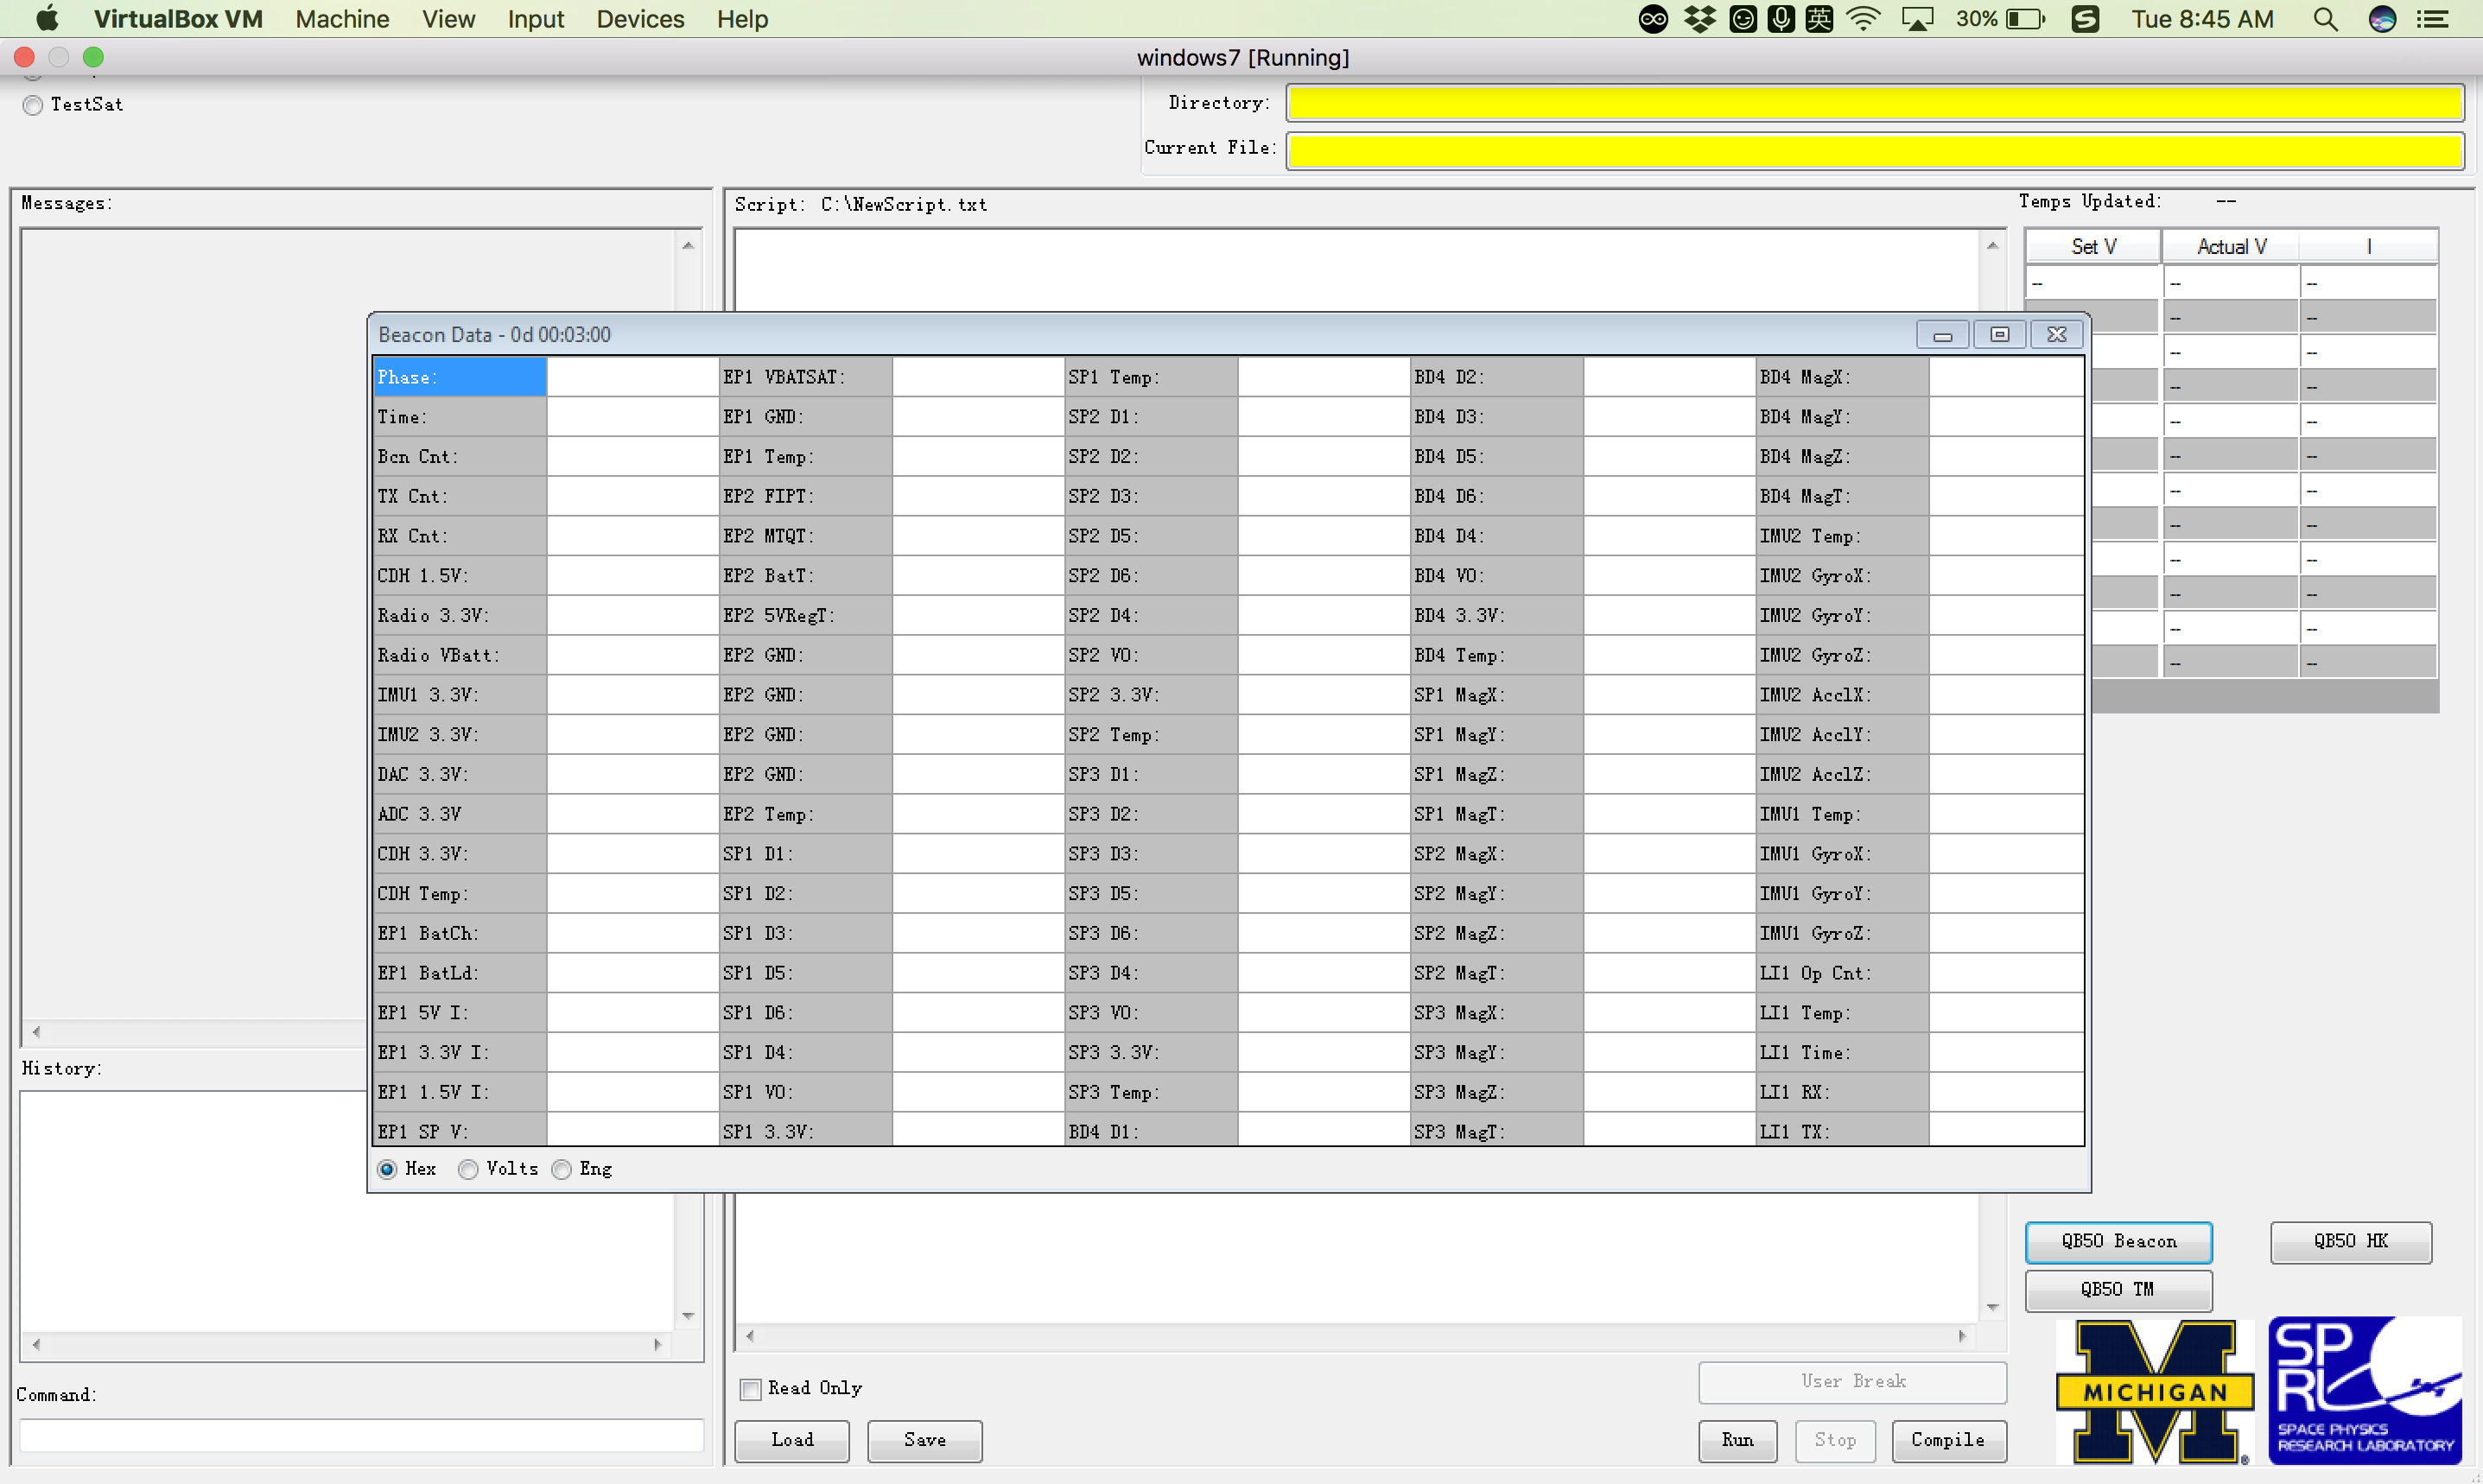 VirtualBox VM Machine View Input Devices Help 英 30% Tue 8:45 AM
windows7 [Running]
TestSat
Directory:
Current File:
Messages:
Script: C:\NewScript.txt
Temps Updated: --
Set V Actual V I
-- -- --
-- --
-- --
-- --
-- --
-- --
-- --
-- --
-- --
-- --
-- --
-- --
Beacon Data - 0d 00:03:00
Phase: EP1 VBATSAT: SP1 Temp: BD4 D2: BD4 MagX:
Time: EP1 GND: SP2 D1: BD4 D3: BD4 MagY:
Bcn Cnt: EP1 Temp: SP2 D2: BD4 D5: BD4 MagZ:
TX Cnt: EP2 FIPT: SP2 D3: BD4 D6: BD4 MagT:
RX Cnt: EP2 MTQT: SP2 D5: BD4 D4: IMU2 Temp:
CDH 1.5V: EP2 BatT: SP2 D6: BD4 VO: IMU2 GyroX:
Radio 3.3V: EP2 5VRegT: SP2 D4: BD4 3.3V: IMU2 GyroY:
Radio VBatt: EP2 GND: SP2 VO: BD4 Temp: IMU2 GyroZ:
IMU1 3.3V: EP2 GND: SP2 3.3V: SP1 MagX: IMU2 AcclX:
IMU2 3.3V: EP2 GND: SP2 Temp: SP1 MagY: IMU2 AcclY:
DAC 3.3V: EP2 GND: SP3 D1: SP1 MagZ: IMU2 AcclZ:
ADC 3.3V EP2 Temp: SP3 D2: SP1 MagT: IMU1 Temp:
CDH 3.3V: SP1 D1: SP3 D3: SP2 MagX: IMU1 GyroX:
CDH Temp: SP1 D2: SP3 D5: SP2 MagY: IMU1 GyroY:
EP1 BatCh: SP1 D3: SP3 D6: SP2 MagZ: IMU1 GyroZ:
EP1 BatLd: SP1 D5: SP3 D4: SP2 MagT: LI1 Op Cnt:
EP1 5V I: SP1 D6: SP3 VO: SP3 MagX: LI1 Temp:
EP1 3.3V I: SP1 D4: SP3 3.3V: SP3 MagY: LI1 Time:
EP1 1.5V I: SP1 VO: SP3 Temp: SP3 MagZ: LI1 RX:
EP1 SP V: SP1 3.3V: BD4 D1: SP3 MagT: LI1 TX:
Hex Volts Eng
History:
Command:
Read Only
Load Save
User Break
Run Stop Compile
QB50 Beacon QB50 HK
QB50 TM
MICHIGAN
SPRL
SPACE PHYSICS
RESEARCH LABORATORY